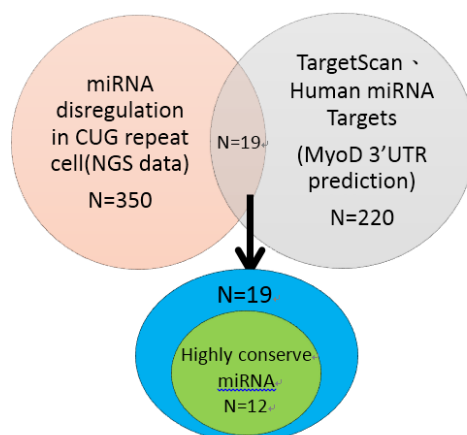 miRNA
disregulation
in CUG repeat
cell(NGS data)
N=350
N=19
TargetScan、
Human miRNA
Targets
(MyoD 3’UTR
prediction)
N=220
N=19
Highly conserve
miRNA
N=12